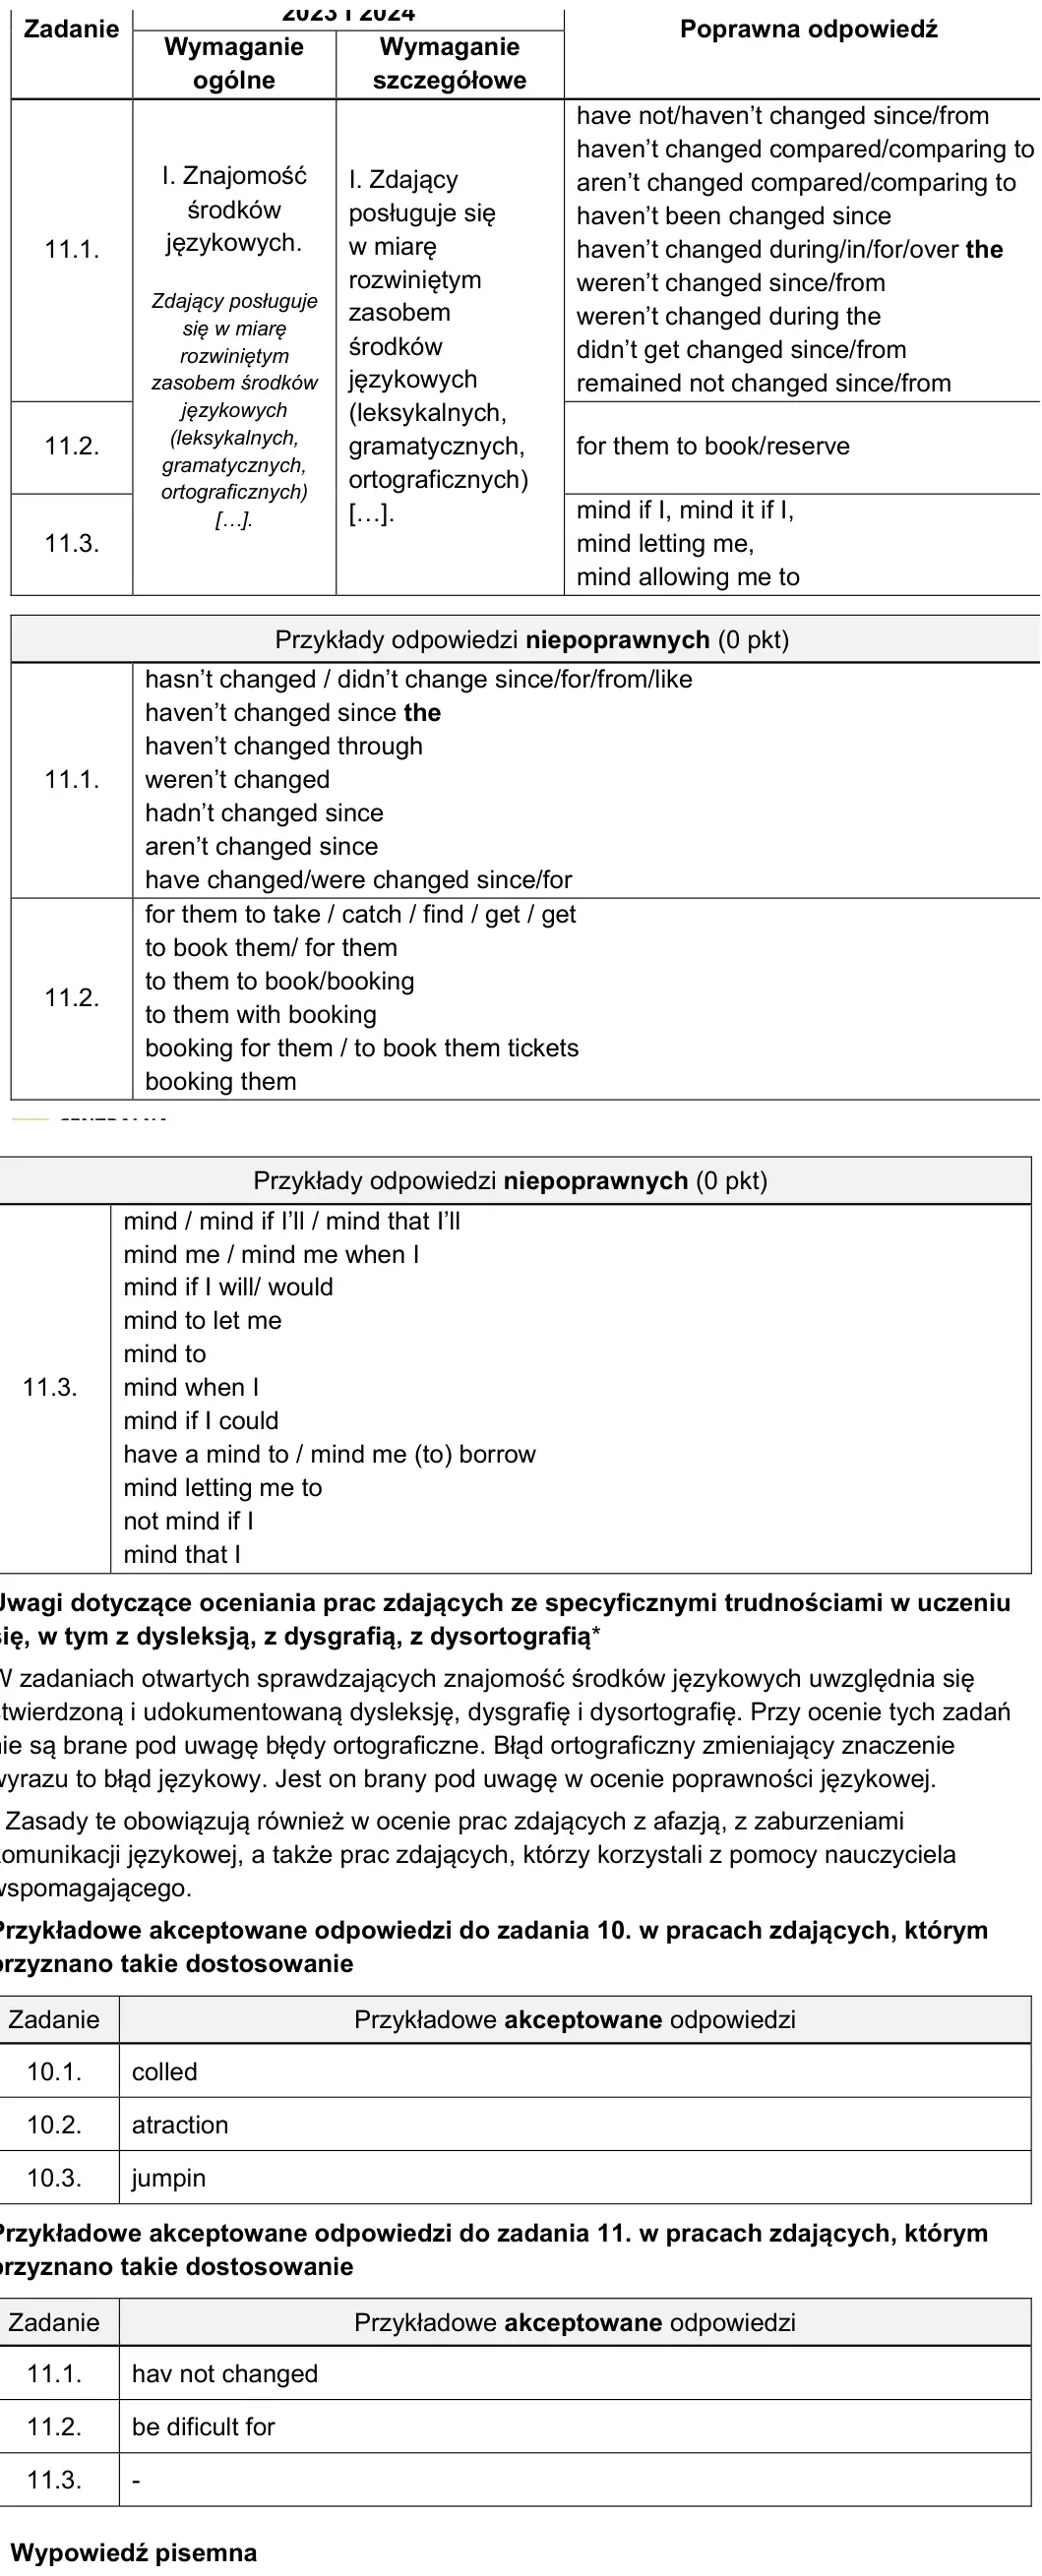 2023 i 2024
Zadanie
Wymaganie
ogólne
Wymaganie
szczegółowe
Poprawna odpowiedź
11.1.
I. Znajomość
środków
językowych.
Zdający posługuje
się w miarę
rozwiniętym
zasobem środków
językowych
(leksykalnych,
gramatycznych,
ortograficznych)
[…].
I. Zdający
posługuje się
w miarę
rozwiniętym
zasobem
środków
językowych
(leksykalnych,
gramatycznych,
ortograficznych)
[…].
have not/haven’t changed since/from
haven’t changed compared/comparing to
aren’t changed compared/comparing to
haven’t been changed since
haven’t changed during/in/for/over the
weren’t changed since/from
weren’t changed during the
didn’t get changed since/from
remained not changed since/from
11.2.
for them to book/reserve
11.3.
mind if I, mind it if I,
mind letting me,
mind allowing me to
Przykłady odpowiedzi niepoprawnych (0 pkt)
11.1.
hasn’t changed / didn’t change since/for/from/like
haven’t changed since the
haven’t changed through
weren’t changed
hadn’t changed since
aren’t changed since
have changed/were changed since/for
11.2.
for them to take / catch / find / get / get
to book them/ for them
to them to book/booking
to them with booking
booking for them / to book them tickets
booking them
CENTRALNA
Przykłady odpowiedzi niepoprawnych (0 pkt)
11.3.
mind / mind if I’ll / mind that I’ll
mind me / mind me when I
mind if I will/ would
mind to let me
mind to
mind when I
mind if I could
have a mind to / mind me (to) borrow
mind letting me to
not mind if I
mind that I
Uwagi dotyczące oceniania prac zdających ze specyficznymi trudnościami w uczeniu
się, w tym z dysleksją, z dysgrafią, z dysortografią*
W zadaniach otwartych sprawdzających znajomość środków językowych uwzględnia się
stwierdzoną i udokumentowaną dysleksję, dysgrafię i dysortografię. Przy ocenie tych zadań
nie są brane pod uwagę błędy ortograficzne. Błąd ortograficzny zmieniający znaczenie
wyrazu to błąd językowy. Jest on brany pod uwagę w ocenie poprawności językowej.
Zasady te obowiązują również w ocenie prac zdających z afazją, z zaburzeniami
komunikacji językowej, a także prac zdających, którzy korzystali z pomocy nauczyciela
wspomagającego.
Przykładowe akceptowane odpowiedzi do zadania 10. w pracach zdających, którym
przyznano takie dostosowanie
Zadanie
Przykładowe akceptowane odpowiedzi
10.1.
colled
10.2.
atraction
10.3.
jumpin
Przykładowe akceptowane odpowiedzi do zadania 11. w pracach zdających, którym
przyznano takie dostosowanie
Zadanie
Przykładowe akceptowane odpowiedzi
11.1.
hav not changed
11.2.
be dificult for
11.3.
-
Wypowiedź pisemna